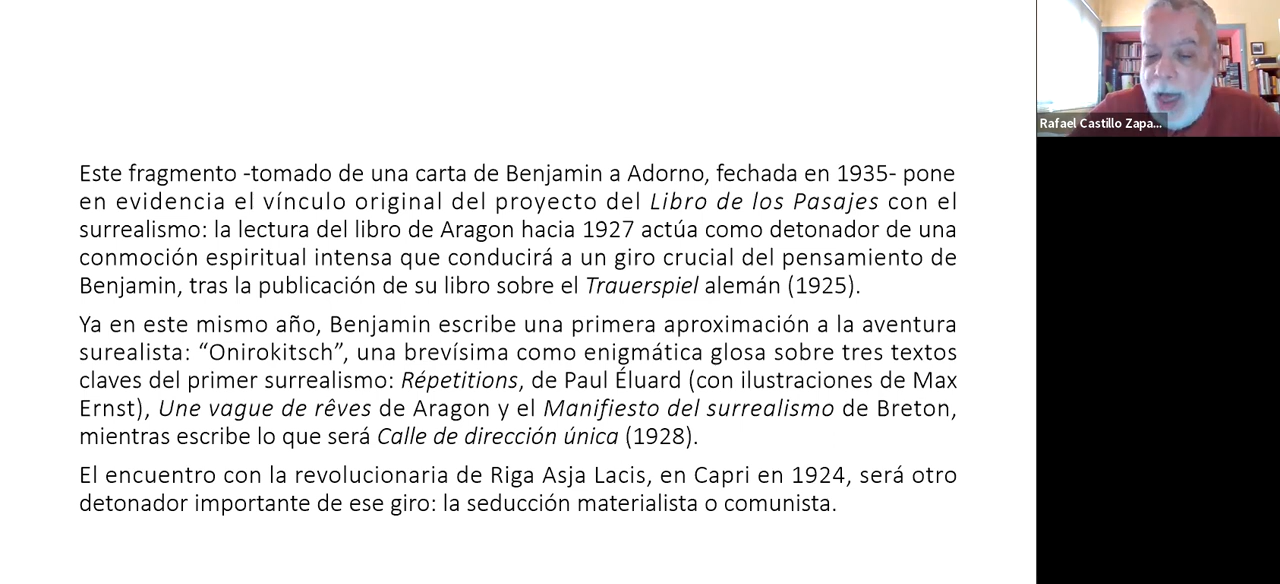 Este fragmento -tomado de una carta de Benjamin a Adorno, fechada en 1935- pone
en evidencia el vínculo original del proyecto del Libro de los Pasajes con el
surrealismo: la lectura del libro de Aragon hacia 1927 actúa como detonador de una
conmoción espiritual intensa que conducirá a un giro crucial del pensamiento de
Benjamin, tras la publicación de su libro sobre el Trauerspiel alemán (1925).
Ya en este mismo año, Benjamin escribe una primera aproximación a la aventura
surealista: “Onirokitsch”, una brevísima como enigmática glosa sobre tres textos
claves del primer surrealismo: Répetitions, de Paul Éluard (con ilustraciones de Max
Ernst), Une vague de rêves de Aragon y el Manifiesto del surrealismo de Breton,
mientras escribe lo que será Calle de dirección única (1928).
El encuentro con la revolucionaria de Riga Asja Lacis, en Capri en 1924, será otro
detonador importante de ese giro: la seducción materialista o comunista.
Rafael Castillo Zapa...